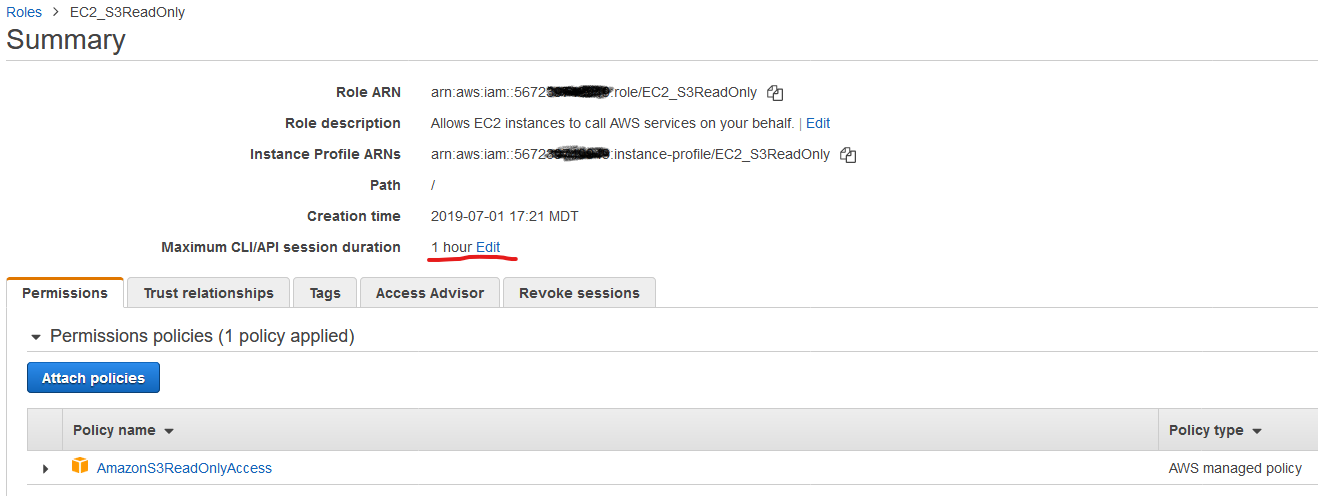 Roles > EC2_S3ReadOnly
Summary
Role ARN arn:aws:iam::5672 :role/EC2_S3ReadOnly
Role description Allows EC2 instances to call AWS services on your behalf. | Edit
Instance Profile ARNs arn:aws:iam::5672 :instance-profile/EC2_S3ReadOnly
Path /
Creation time 2019-07-01 17:21 MDT
Maximum CLI/API session duration 1 hour Edit
Permissions Trust relationships Tags Access Advisor Revoke sessions
Permissions policies (1 policy applied)
Attach policies
Policy name Policy type
AmazonS3ReadOnlyAccess AWS managed policy